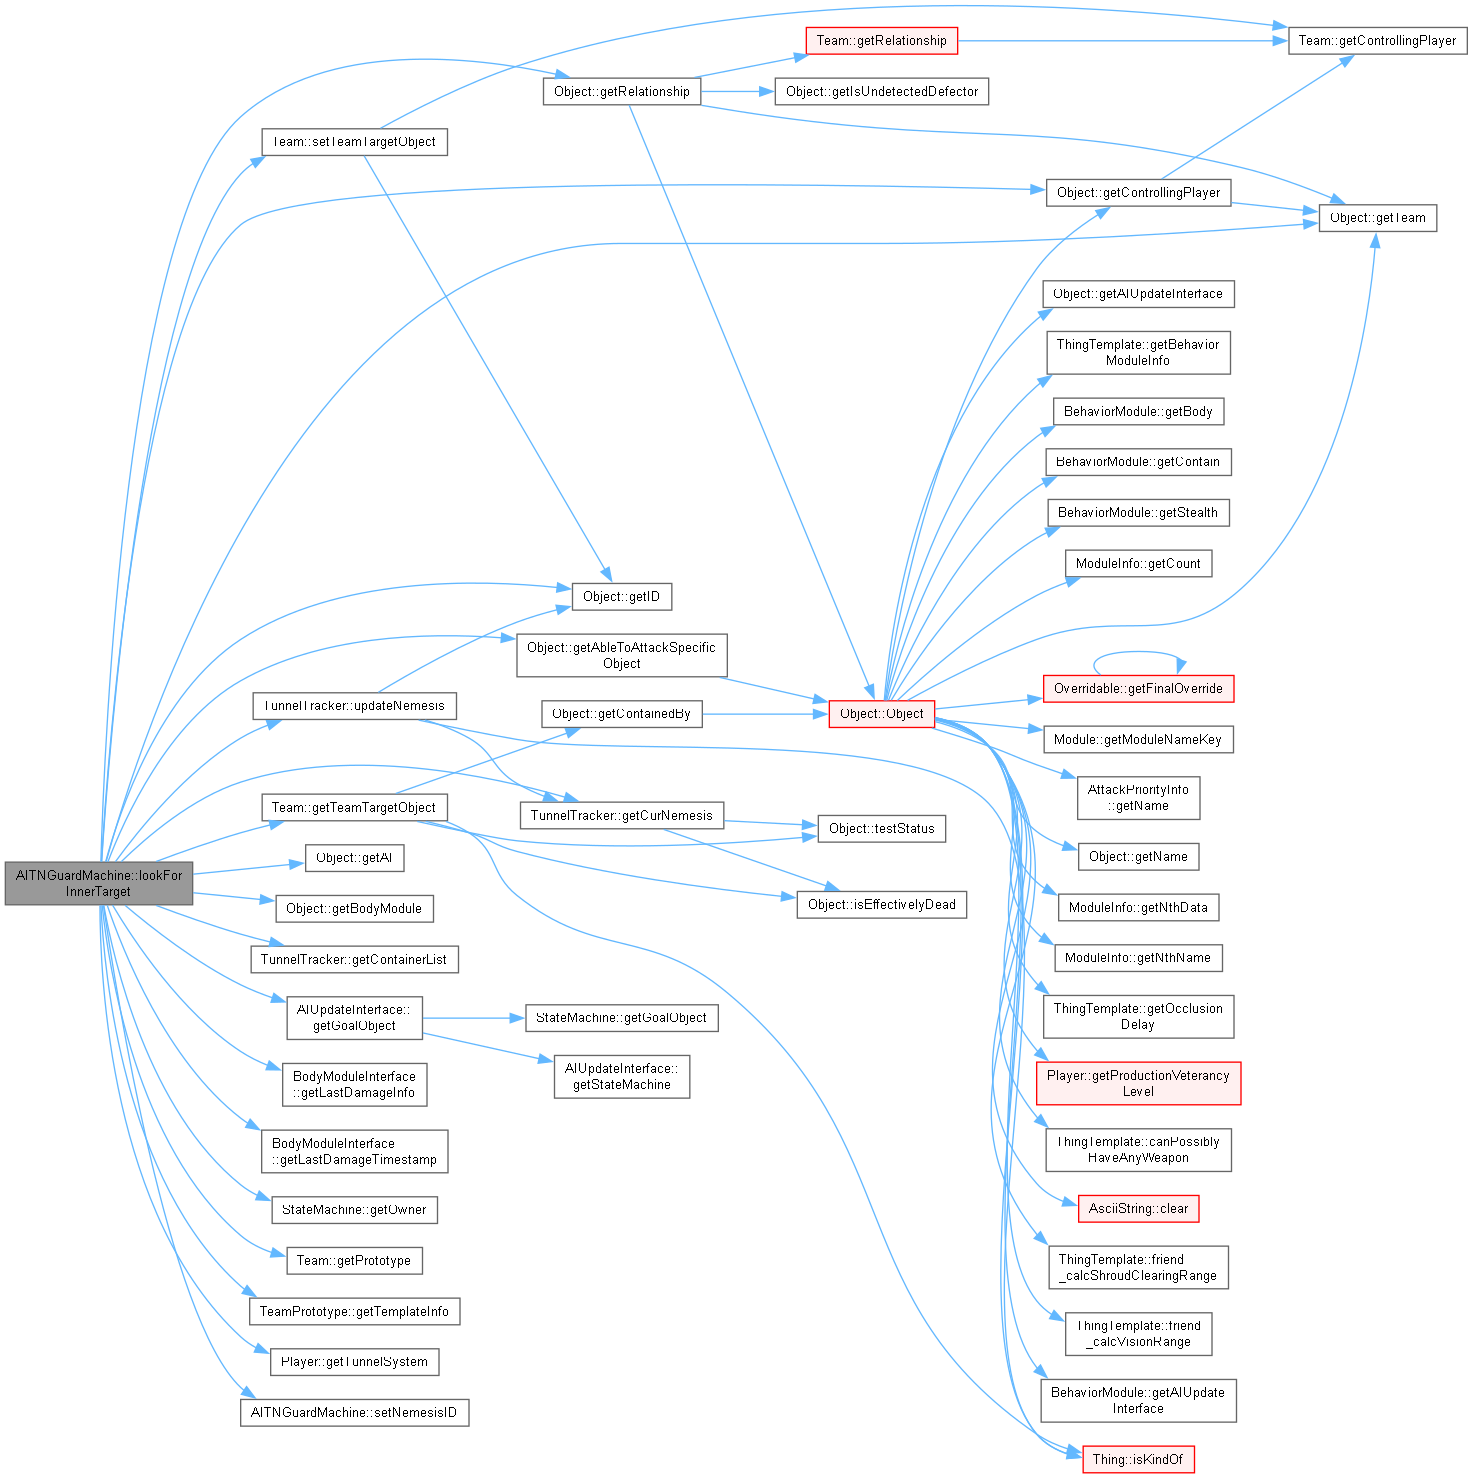 AITNGuardMachine::lookFor
InnerTarget
Team::setTeamTargetObject
Object::getRelationship
Team::getRelationship
Object::getIsUndetectedDefector
Team::getControllingPlayer
Object::getControllingPlayer
Object::getTeam
Object::getAIUpdateInterface
ThingTemplate::getBehavior
ModuleInfo
BehaviorModule::getBody
BehaviorModule::getContain
BehaviorModule::getStealth
ModuleInfo::getCount
Object::getID
Object::getAbleToAttackSpecific
Object
Overridable::getFinalOverride
TunnelTracker::updateNemesis
Object::getContainedBy
Object::Object
Module::getModuleNameKey
AttackPriorityInfo
::getName
Team::getTeamTargetObject
TunnelTracker::getCurNemesis
Object::testStatus
Object::getName
Object::getAI
Object::getBodyModule
Object::isEffectivelyDead
ModuleInfo::getNthData
TunnelTracker::getContainerList
ModuleInfo::getNthName
AIUpdateInterface::
getGoalObject
StateMachine::getGoalObject
ThingTemplate::getOcclusion
Delay
BodyModuleInterface
::getLastDamageInfo
AIUpdateInterface::
getStateMachine
Player::getProductionVeterancy
Level
BodyModuleInterface
::getLastDamageTimestamp
ThingTemplate::canPossibly
HaveAnyWeapon
StateMachine::getOwner
AsciiString::clear
Team::getPrototype
ThingTemplate::friend
_calcShroudClearingRange
TeamPrototype::getTemplateInfo
ThingTemplate::friend
_calcVisionRange
Player::getTunnelSystem
BehaviorModule::getAIUpdate
Interface
AITNGuardMachine::setNemesisID
Thing::isKindOf